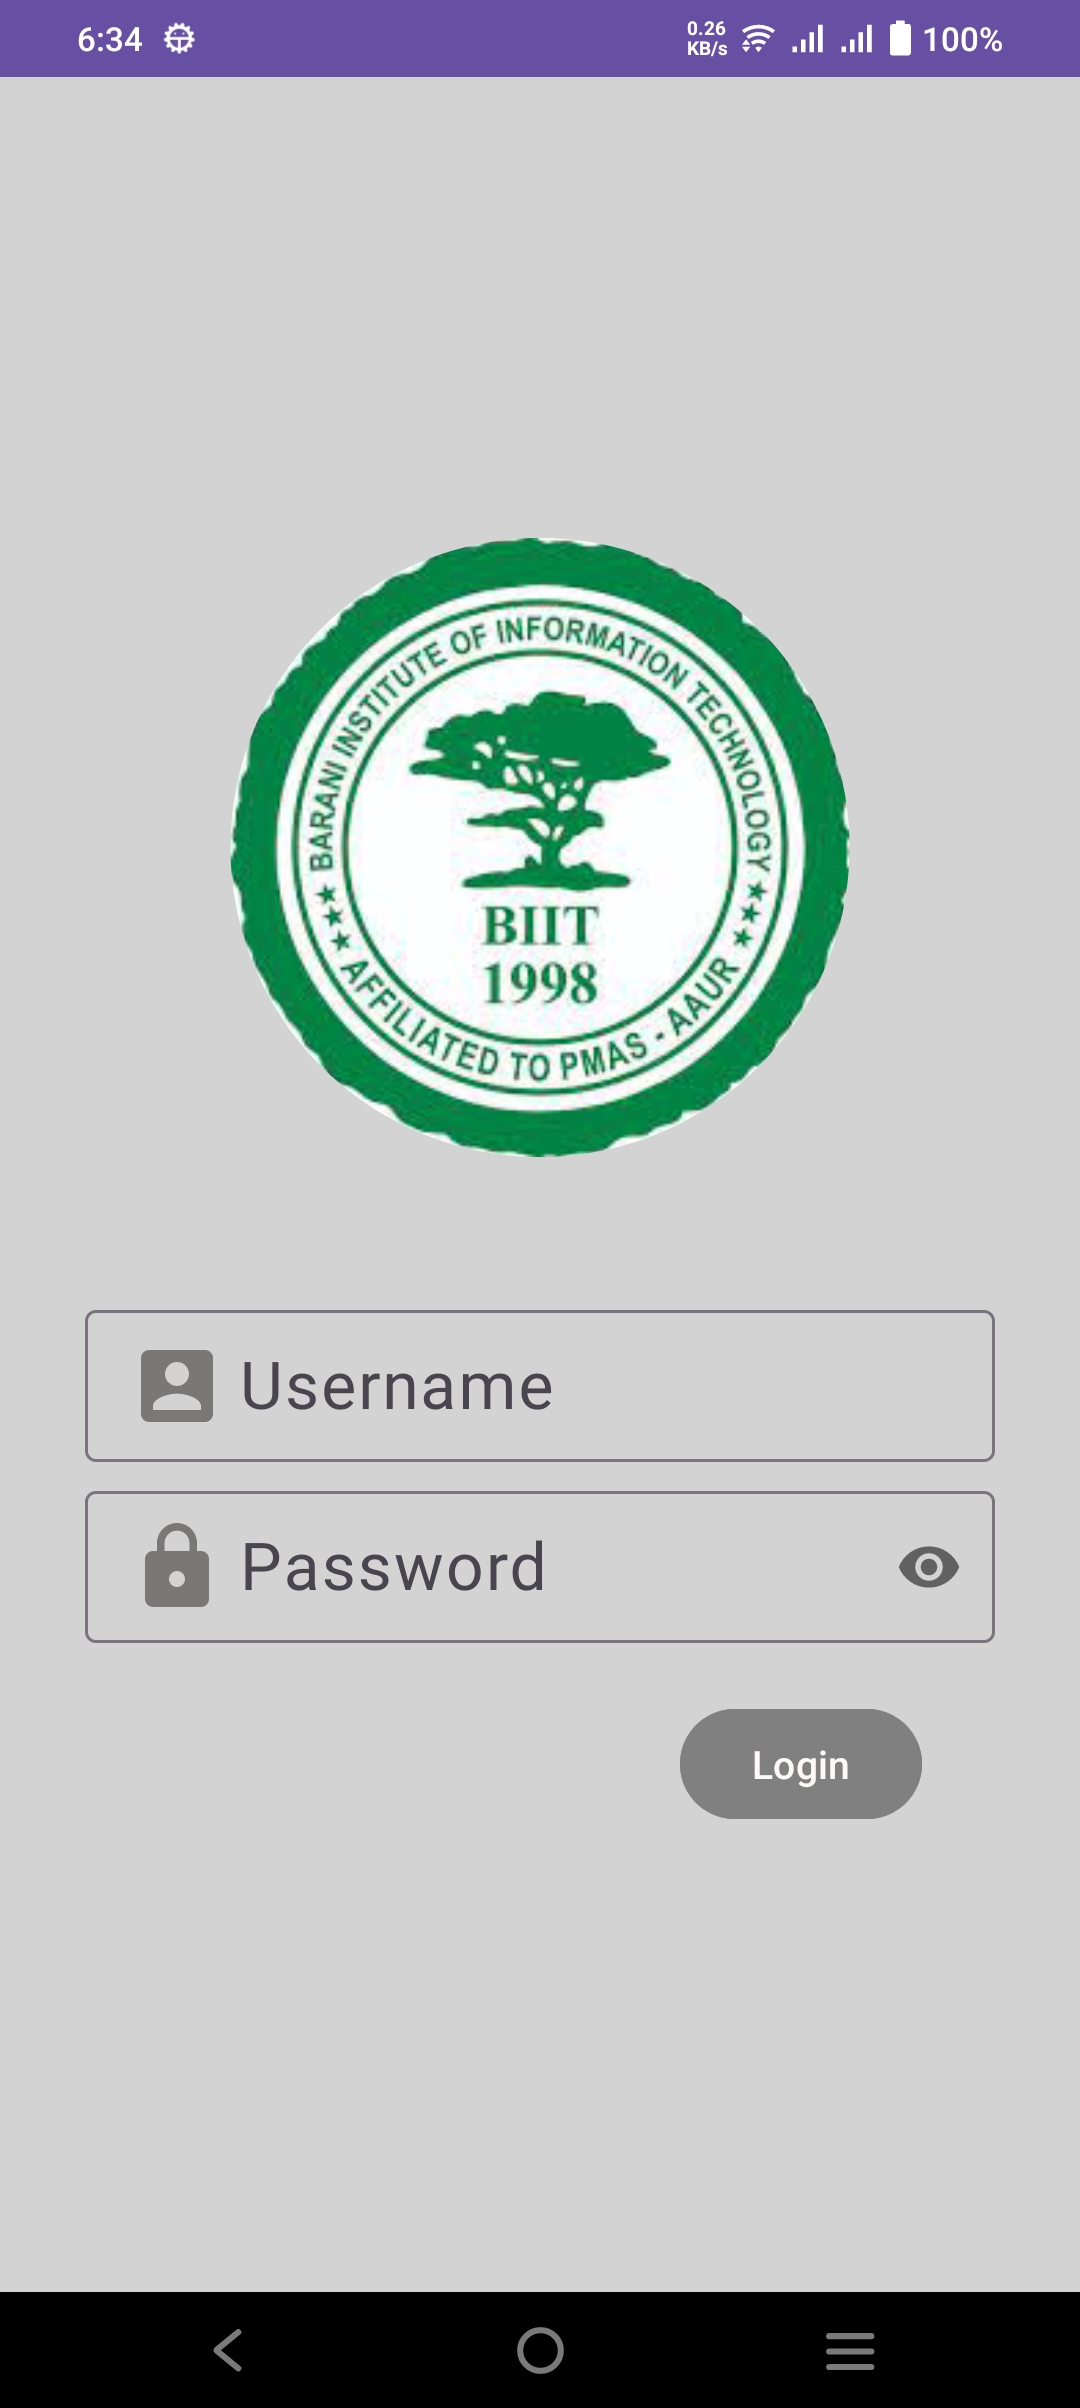 6:34
0.26
KB/s
100%
BARANI INSTITUTE OF INFORMATION TECHNOLOGY
BIIT
1998
★★★ AFFILIATED TO PMAS - AAUR ★★★
Username
Password
Login